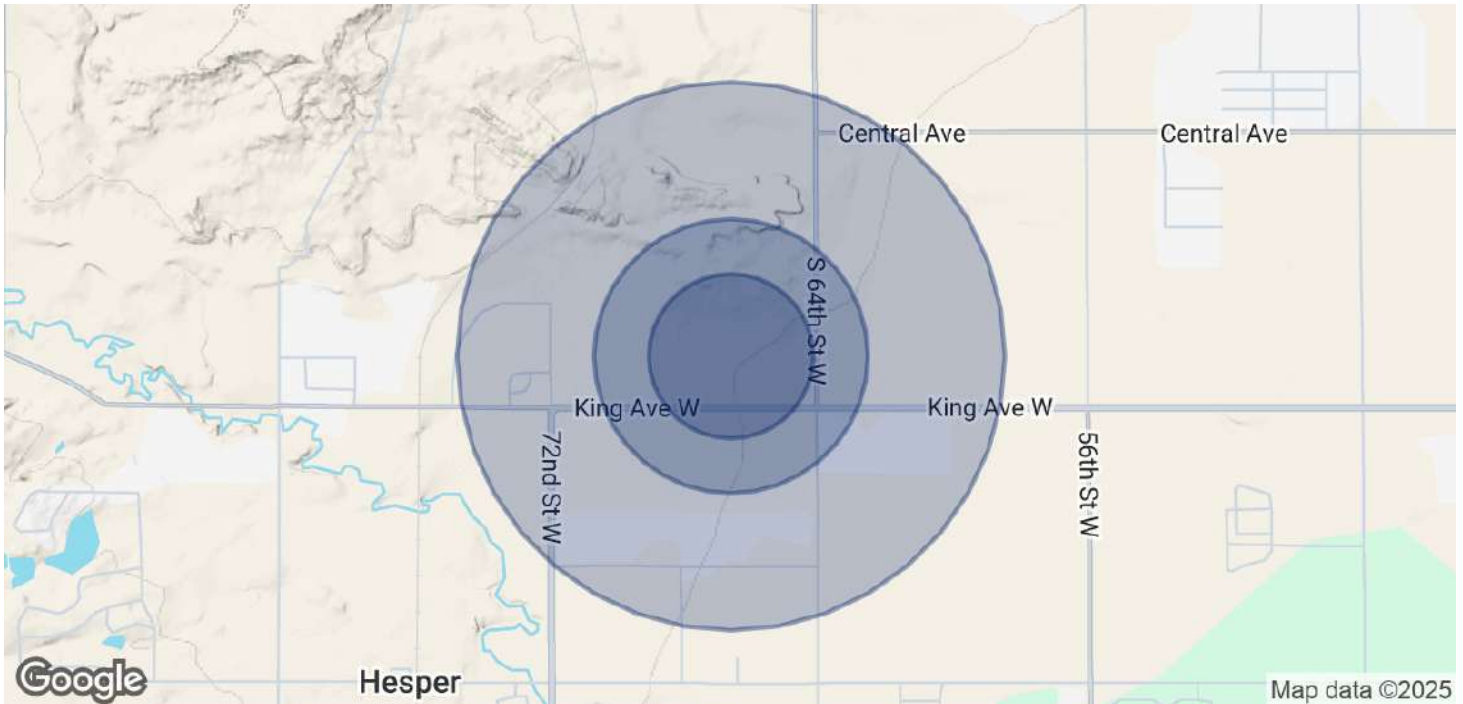 Central Ave
Central Ave
S 64th St W
King Ave W
King Ave W
72nd St W
56th St W
Hesper
Google
Map data ©2025